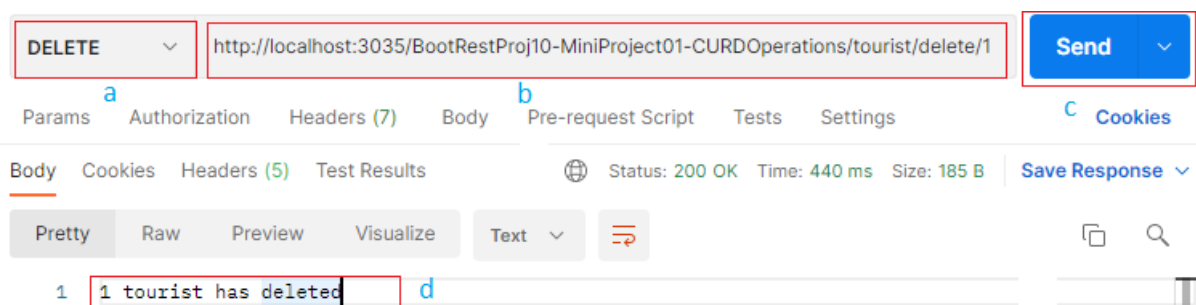 DELETE http://localhost:3035/BootRestProj10-MiniProject01-CURDOperations/tourist/delete/1 Send
a b c
Params Authorization Headers (7) Body Pre-request Script Tests Settings Cookies
Body Cookies Headers (5) Test Results Status: 200 OK Time: 440 ms Size: 185 B Save Response
Pretty Raw Preview Visualize Text
1 1 tourist has deleted d